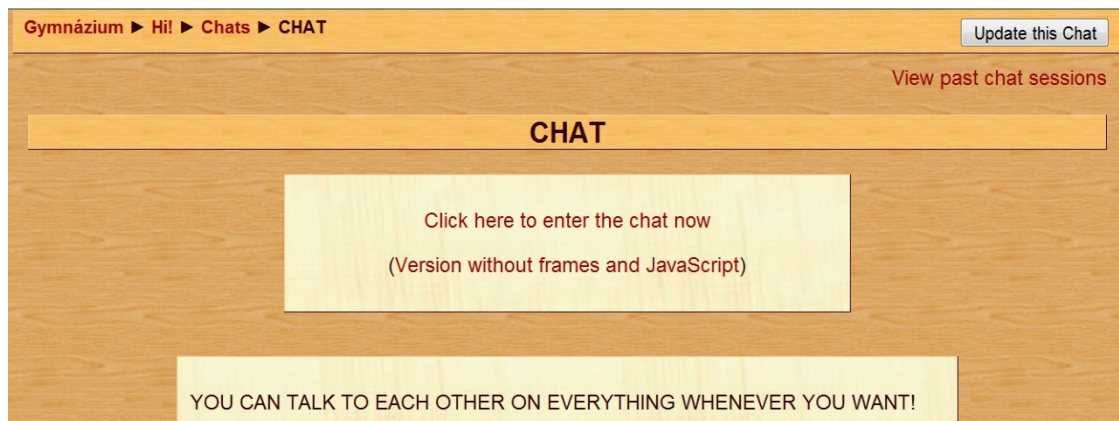 Gymnázium ► Hi! ► Chats ► CHAT
Update this Chat
View past chat sessions
CHAT
Click here to enter the chat now
(Version without frames and JavaScript)
YOU CAN TALK TO EACH OTHER ON EVERYTHING WHENEVER YOU WANT!